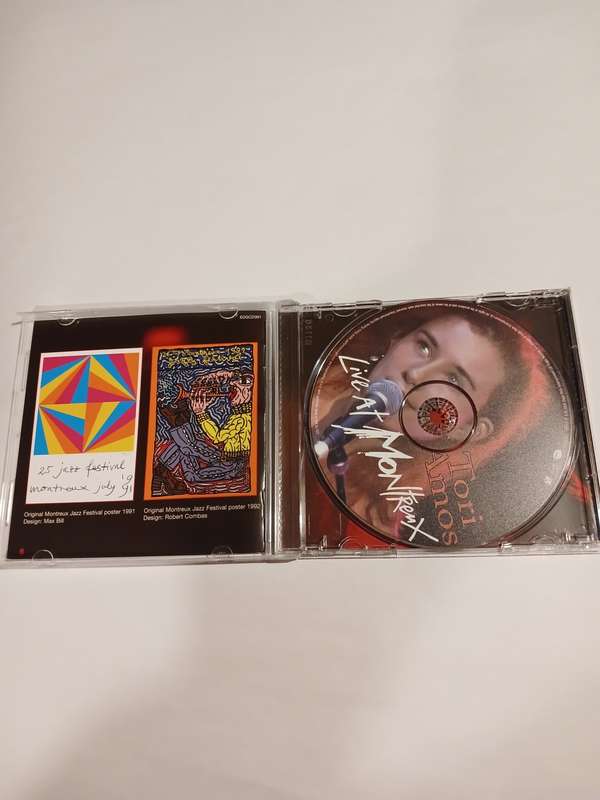 25 jazz festival
montreux july '91
Original Montreux Jazz Festival poster 1991
Design: Max Bill
Original Montreux Jazz Festival poster 1992
Design: Robert Combas
Live At Montreux
Tori
Amos